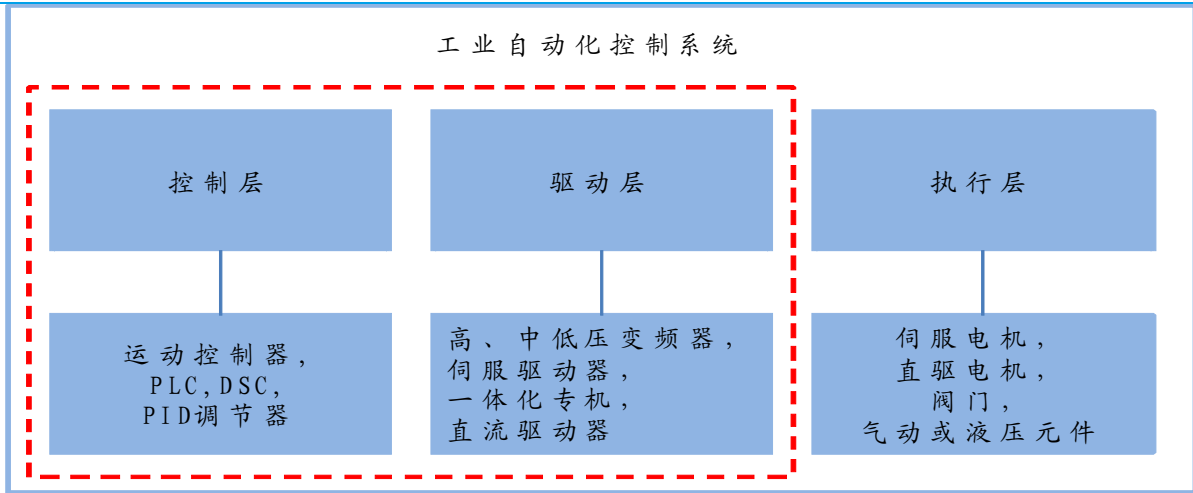 工业自动化控制系统
控制层
驱动层
执行层
运动控制器,
PLC,DSC,
PID调节器
高、中低压变频器,
伺服驱动器,
一体化专机,
直流驱动器
伺服电机,
直驱电机,
阀门,
气动或液压元件